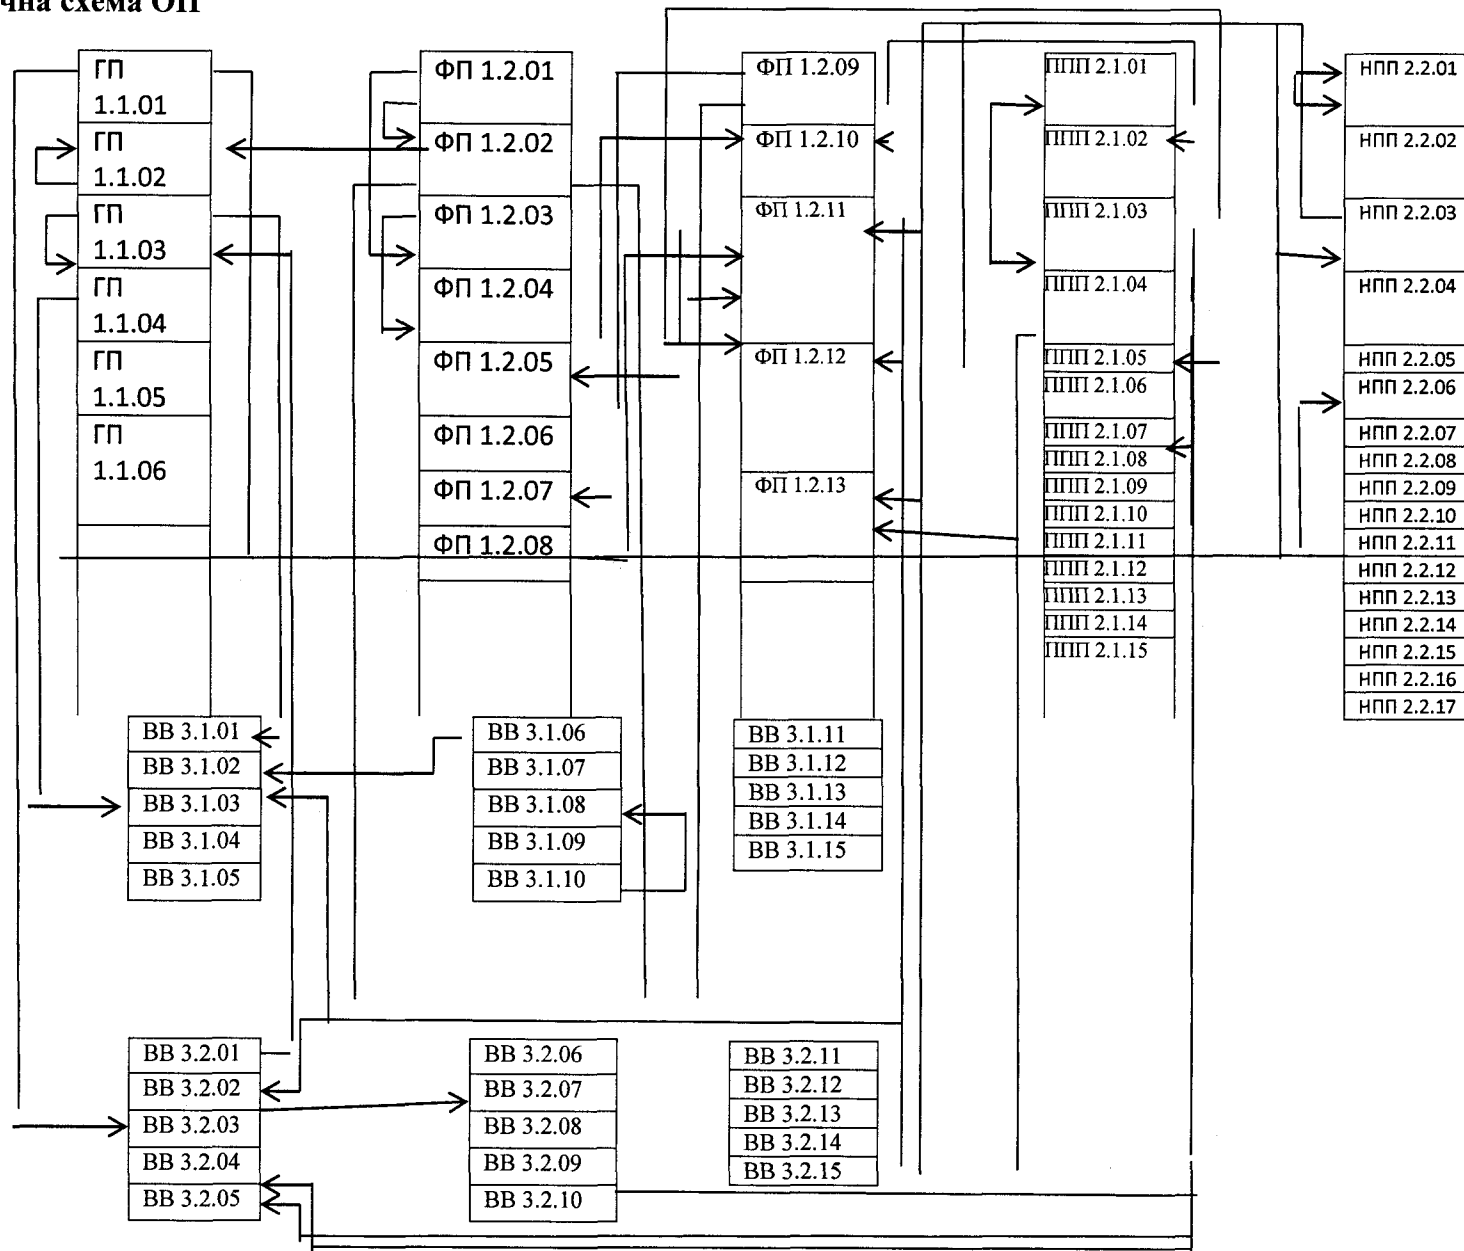 чна схема ОП
ГП
1.1.01
ГП
1.1.02
ГП
1.1.03
ГП
1.1.04
ГП
1.1.05
ГП
1.1.06
ФП 1.2.01
ФП 1.2.02
ФП 1.2.03
ФП 1.2.04
ФП 1.2.05
ФП 1.2.06
ФП 1.2.07
ФП 1.2.08
ФП 1.2.09
ФП 1.2.10
ФП 1.2.11
ФП 1.2.12
ФП 1.2.13
ППП 2.1.01
ППП 2.1.02
ППП 2.1.03
ППП 2.1.04
ППП 2.1.05
ППП 2.1.06
ППП 2.1.07
ППП 2.1.08
ППП 2.1.09
ППП 2.1.10
ППП 2.1.11
ППП 2.1.12
ППП 2.1.13
ППП 2.1.14
ППП 2.1.15
НПП 2.2.01
НПП 2.2.02
НПП 2.2.03
НПП 2.2.04
НПП 2.2.05
НПП 2.2.06
НПП 2.2.07
НПП 2.2.08
НПП 2.2.09
НПП 2.2.10
НПП 2.2.11
НПП 2.2.12
НПП 2.2.13
НПП 2.2.14
НПП 2.2.15
НПП 2.2.16
НПП 2.2.17
ВВ 3.1.01
ВВ 3.1.02
ВВ 3.1.03
ВВ 3.1.04
ВВ 3.1.05
ВВ 3.1.06
ВВ 3.1.07
ВВ 3.1.08
ВВ 3.1.09
ВВ 3.1.10
ВВ 3.1.11
ВВ 3.1.12
ВВ 3.1.13
ВВ 3.1.14
ВВ 3.1.15
ВВ 3.2.01
ВВ 3.2.02
ВВ 3.2.03
ВВ 3.2.04
ВВ 3.2.05
ВВ 3.2.06
ВВ 3.2.07
ВВ 3.2.08
ВВ 3.2.09
ВВ 3.2.10
ВВ 3.2.11
ВВ 3.2.12
ВВ 3.2.13
ВВ 3.2.14
ВВ 3.2.15